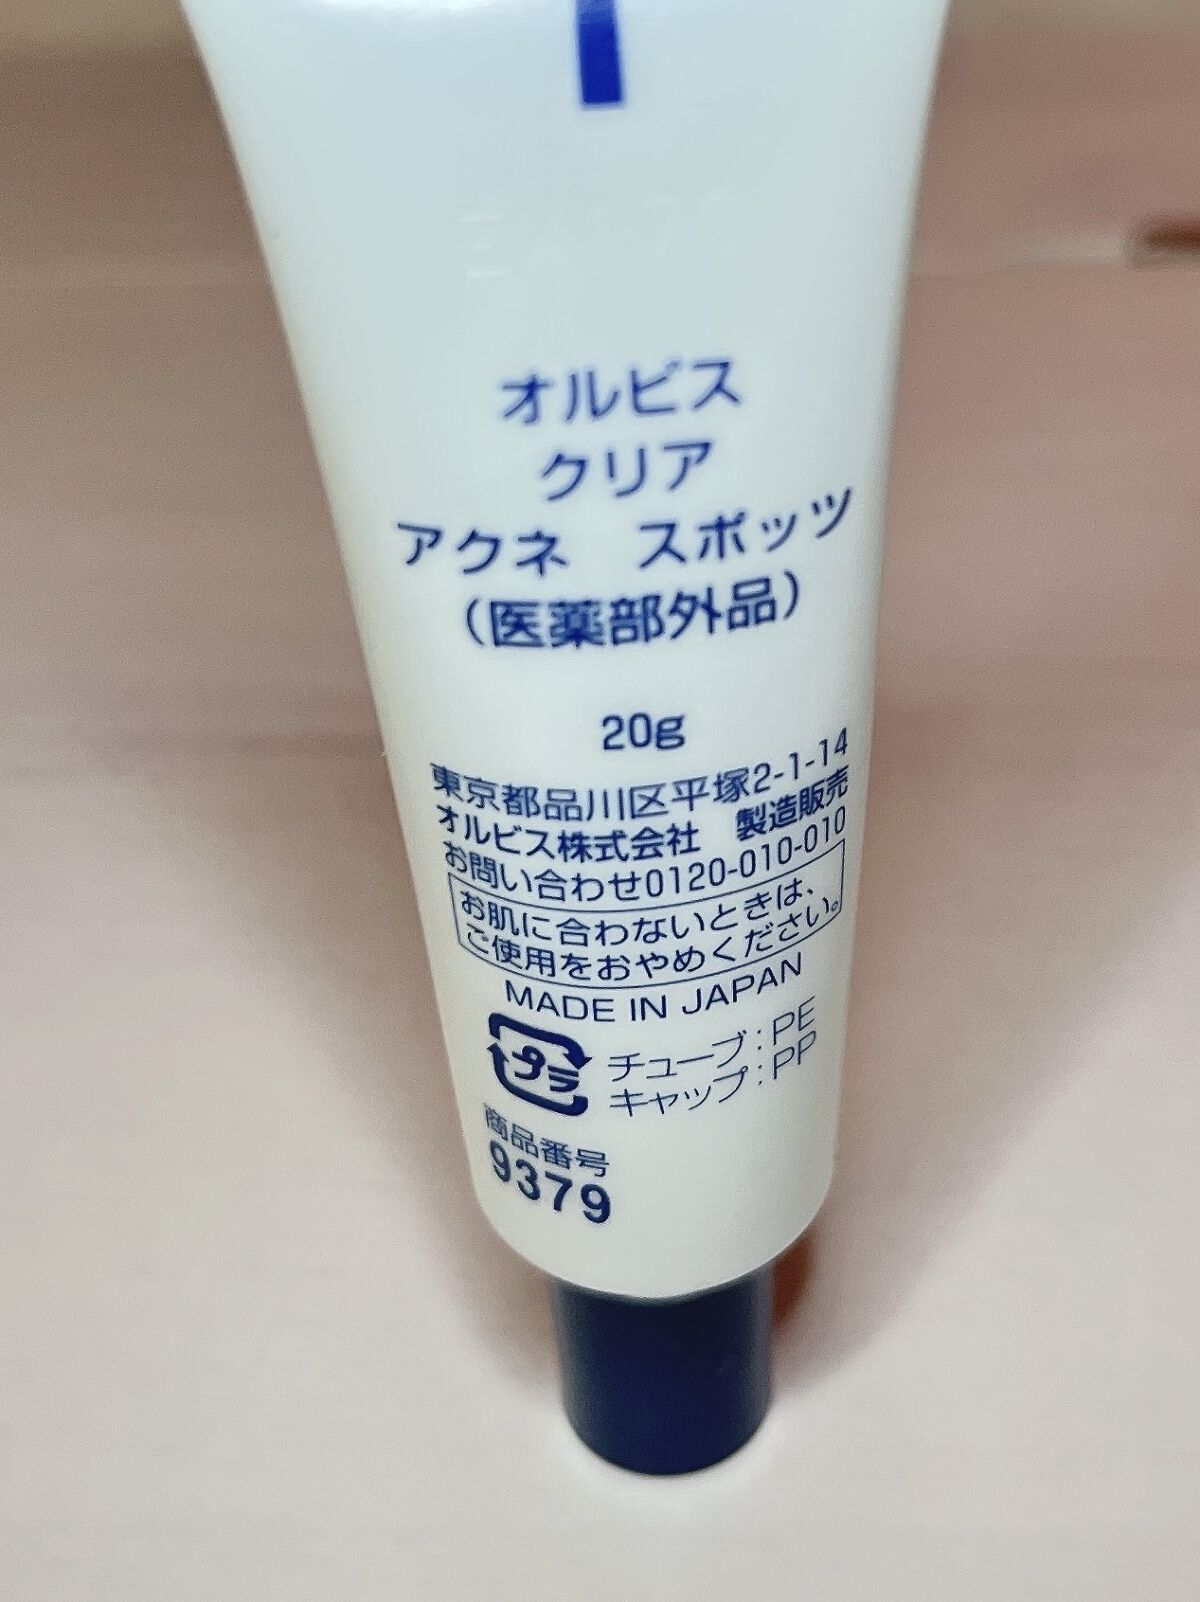 オルビス
クリア
アクネ スポッツ
(医薬部外品)
20g
東京都品川区平塚2-1-14
オルビス株式会社 製造販売
お問い合わせ0120-010-010
お肌に合わないときは、
ご使用をおやめください。
MADE IN JAPAN
プラ
チューブ:PE
キャップ:PP
商品番号
9379